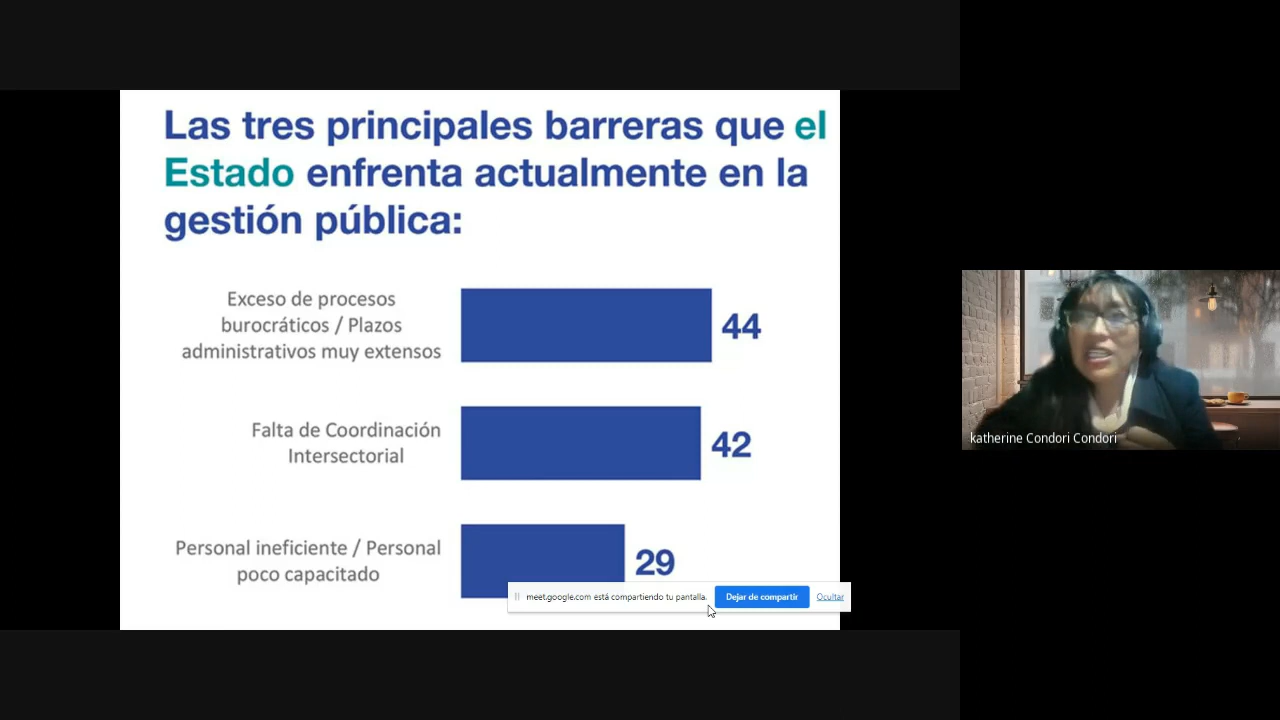 Las tres principales barreras que el
Estado enfrenta actualmente en la
gestión pública:
Exceso de procesos
burocráticos / Plazos
administrativos muy extensos
44
Falta de Coordinación
Intersectorial
42
Personal ineficiente / Personal
poco capacitado
29
meet.google.com está compartiendo tu pantalla.
Dejar de compartir
Ocultar
katherine Condori Condori